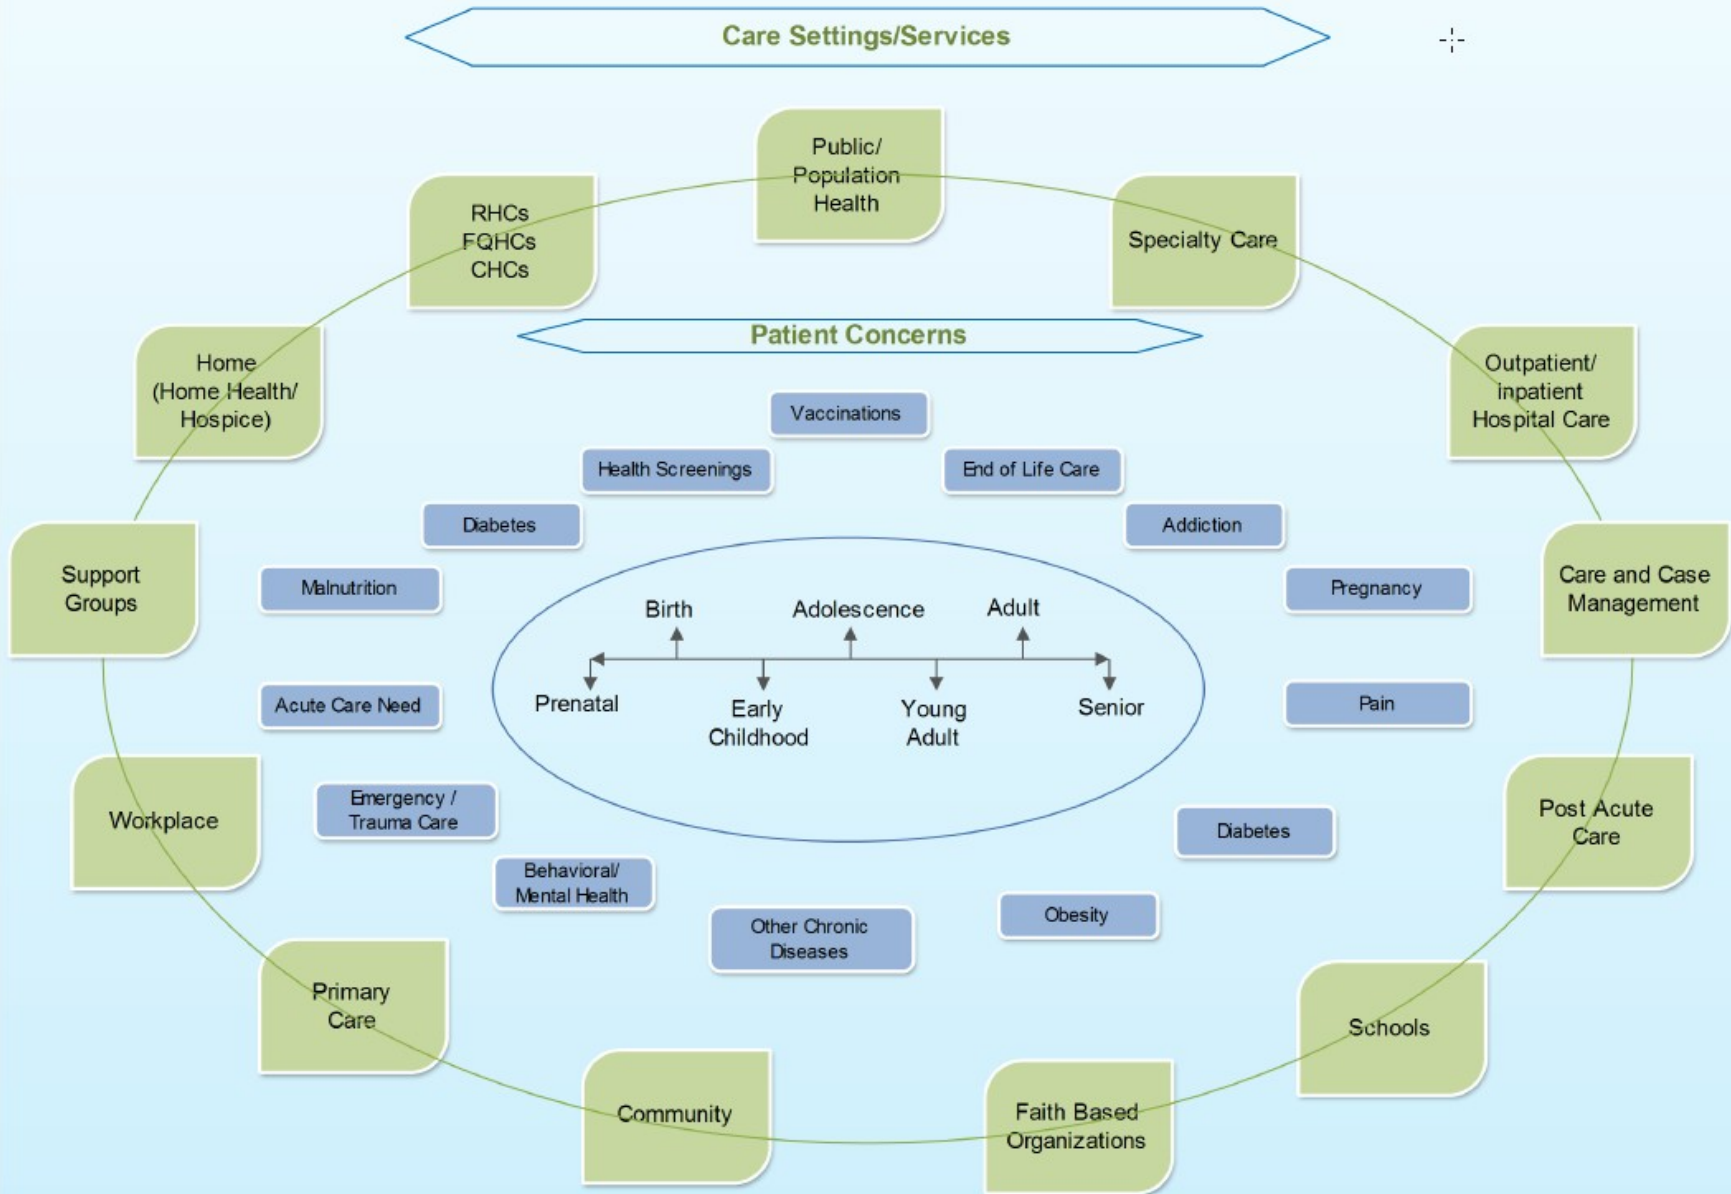 Care Settings/Services
Public/
Population
Health
RHCs
FQHCs
CHCs
Specialty Care
Home
(Home Health/
Hospice)
Patient Concerns
Outpatient/
inpatient
Hospital Care
Vaccinations
Health Screenings
End of Life Care
Diabetes
Addiction
Support
Groups
Malnutrition
Pregnancy
Care and Case
Management
Birth
Adolescence
Adult
Prenatal
Early
Childhood
Young
Adult
Senior
Acute Care Need
Pain
Workplace
Emergency /
Trauma Care
Diabetes
Post Acute
Care
Behavioral/
Mental Health
Other Chronic
Diseases
Obesity
Primary
Care
Schools
Community
Faith Based
Organizations